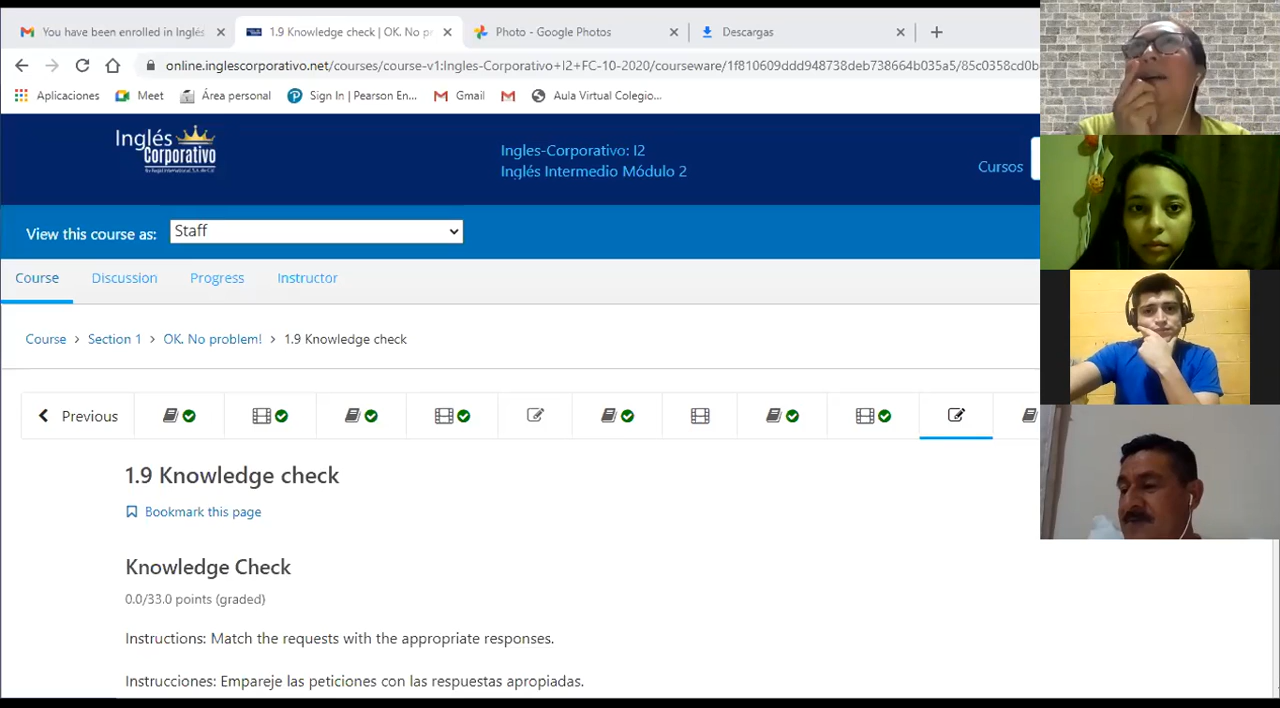 You have been enrolled in Inglés
1.9 Knowledge check | OK. No p
Photo - Google Photos
Descargas
online.inglescorporativo.net/courses/course-v1:Ingles-Corporativo+I2+FC-10-2020/courseware/1f810609ddd948738deb738664b035a5/85c0358cd0b
Aplicaciones
Meet
Área personal
Sign In | Pearson En...
Gmail
Aula Virtual Colegio...
Inglés
Corporativo
Ingles-Corporativo: I2
Inglés Intermedio Módulo 2
Cursos
View this course as:
Staff
Course
Discussion
Progress
Instructor
Course > Section 1 > OK. No problem! > 1.9 Knowledge check
Previous
1.9 Knowledge check
Bookmark this page
Knowledge Check
0.0/33.0 points (graded)
Instructions: Match the requests with the appropriate responses.
Instrucciones: Empareje las peticiones con las respuestas apropiadas.